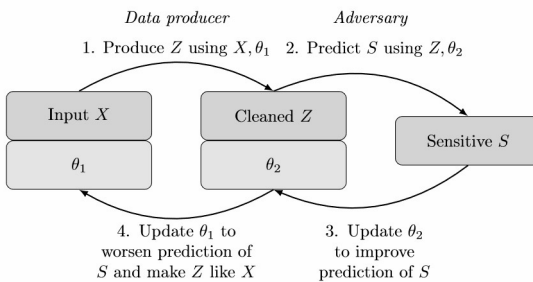 Data producer
Adversary
1. Produce Z using X, θ₁
2. Predict S using Z, θ₂
Input X
θ₁
Cleaned Z
θ₂
Sensitive S
4. Update θ₁ to
worsen prediction of
S and make Z like X
3. Update θ₂
to improve
prediction of S